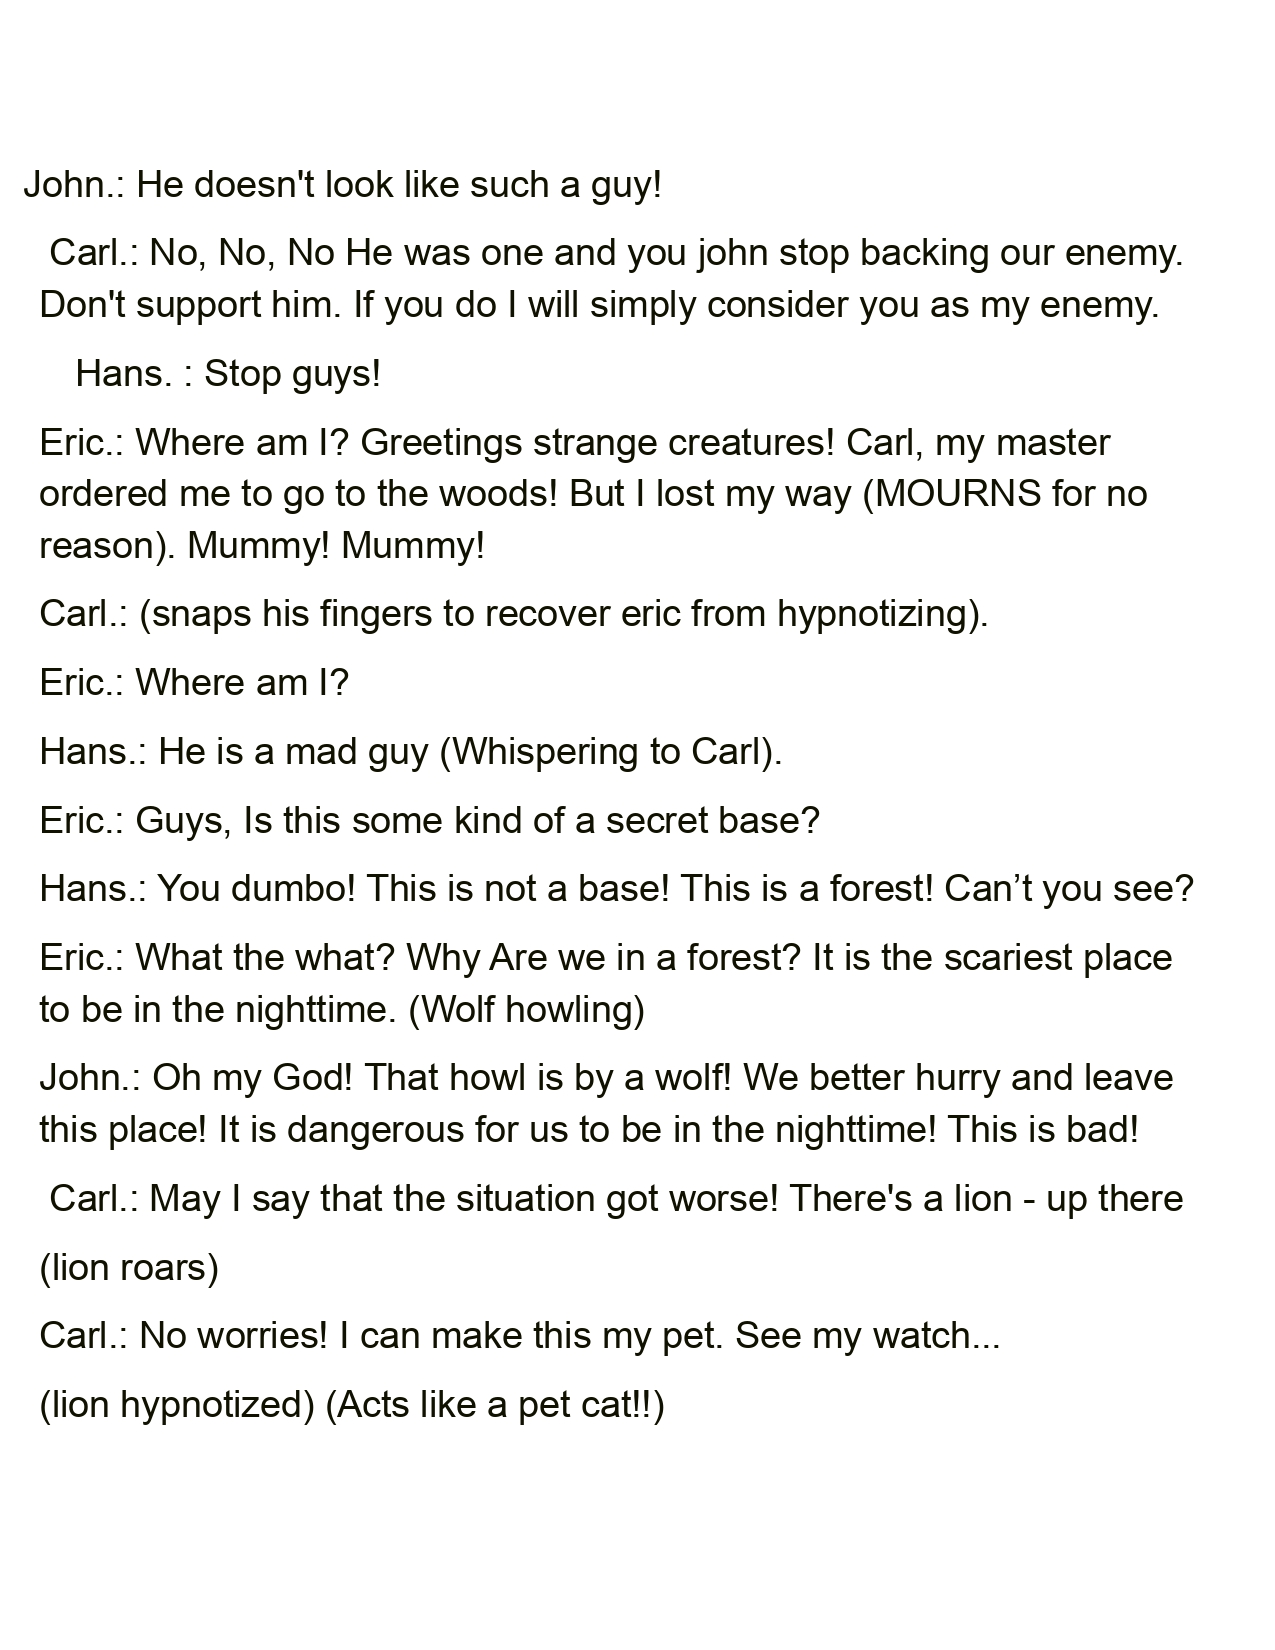 John.: He doesn't look like such a guy!
Carl.: No, No, No He was one and you john stop backing our enemy.
Don't support him. If you do I will simply consider you as my enemy.
Hans. : Stop guys!
Eric.: Where am I? Greetings strange creatures! Carl, my master
ordered me to go to the woods! But I lost my way (MOURNS for no
reason). Mummy! Mummy!
Carl.: (snaps his fingers to recover eric from hypnotizing).
Eric.: Where am I?
Hans.: He is a mad guy (Whispering to Carl).
Eric.: Guys, Is this some kind of a secret base?
Hans.: You dumbo! This is not a base! This is a forest! Can’t you see?
Eric.: What the what? Why Are we in a forest? It is the scariest place
to be in the nighttime. (Wolf howling)
John.: Oh my God! That howl is by a wolf! We better hurry and leave
this place! It is dangerous for us to be in the nighttime! This is bad!
Carl.: May I say that the situation got worse! There's a lion - up there
(lion roars)
Carl.: No worries! I can make this my pet. See my watch...
(lion hypnotized) (Acts like a pet cat!!)